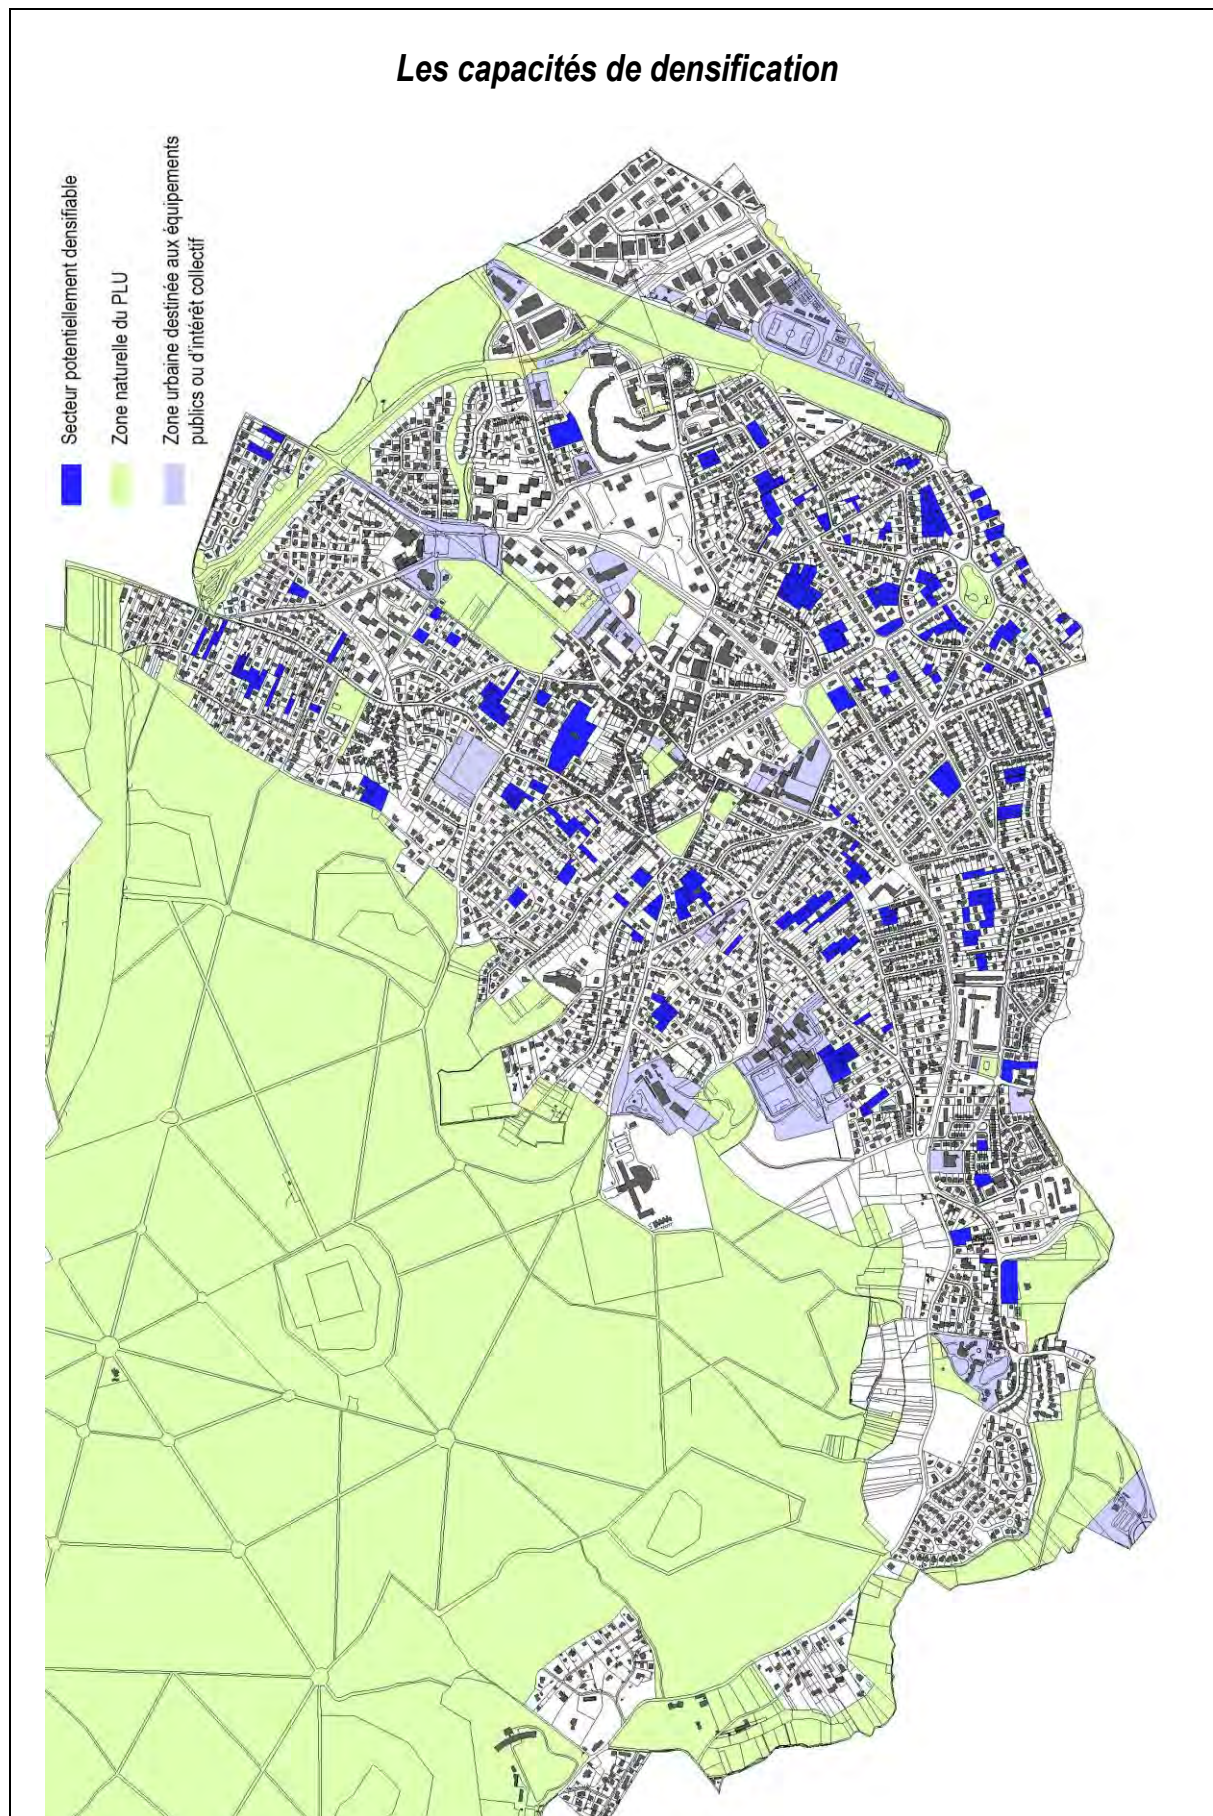 Les capacités de densification
Secteur potentiellement densifiable
Zone naturelle du PLU
Zone urbaine destinée aux équipements
publics ou d'intérêt collectif